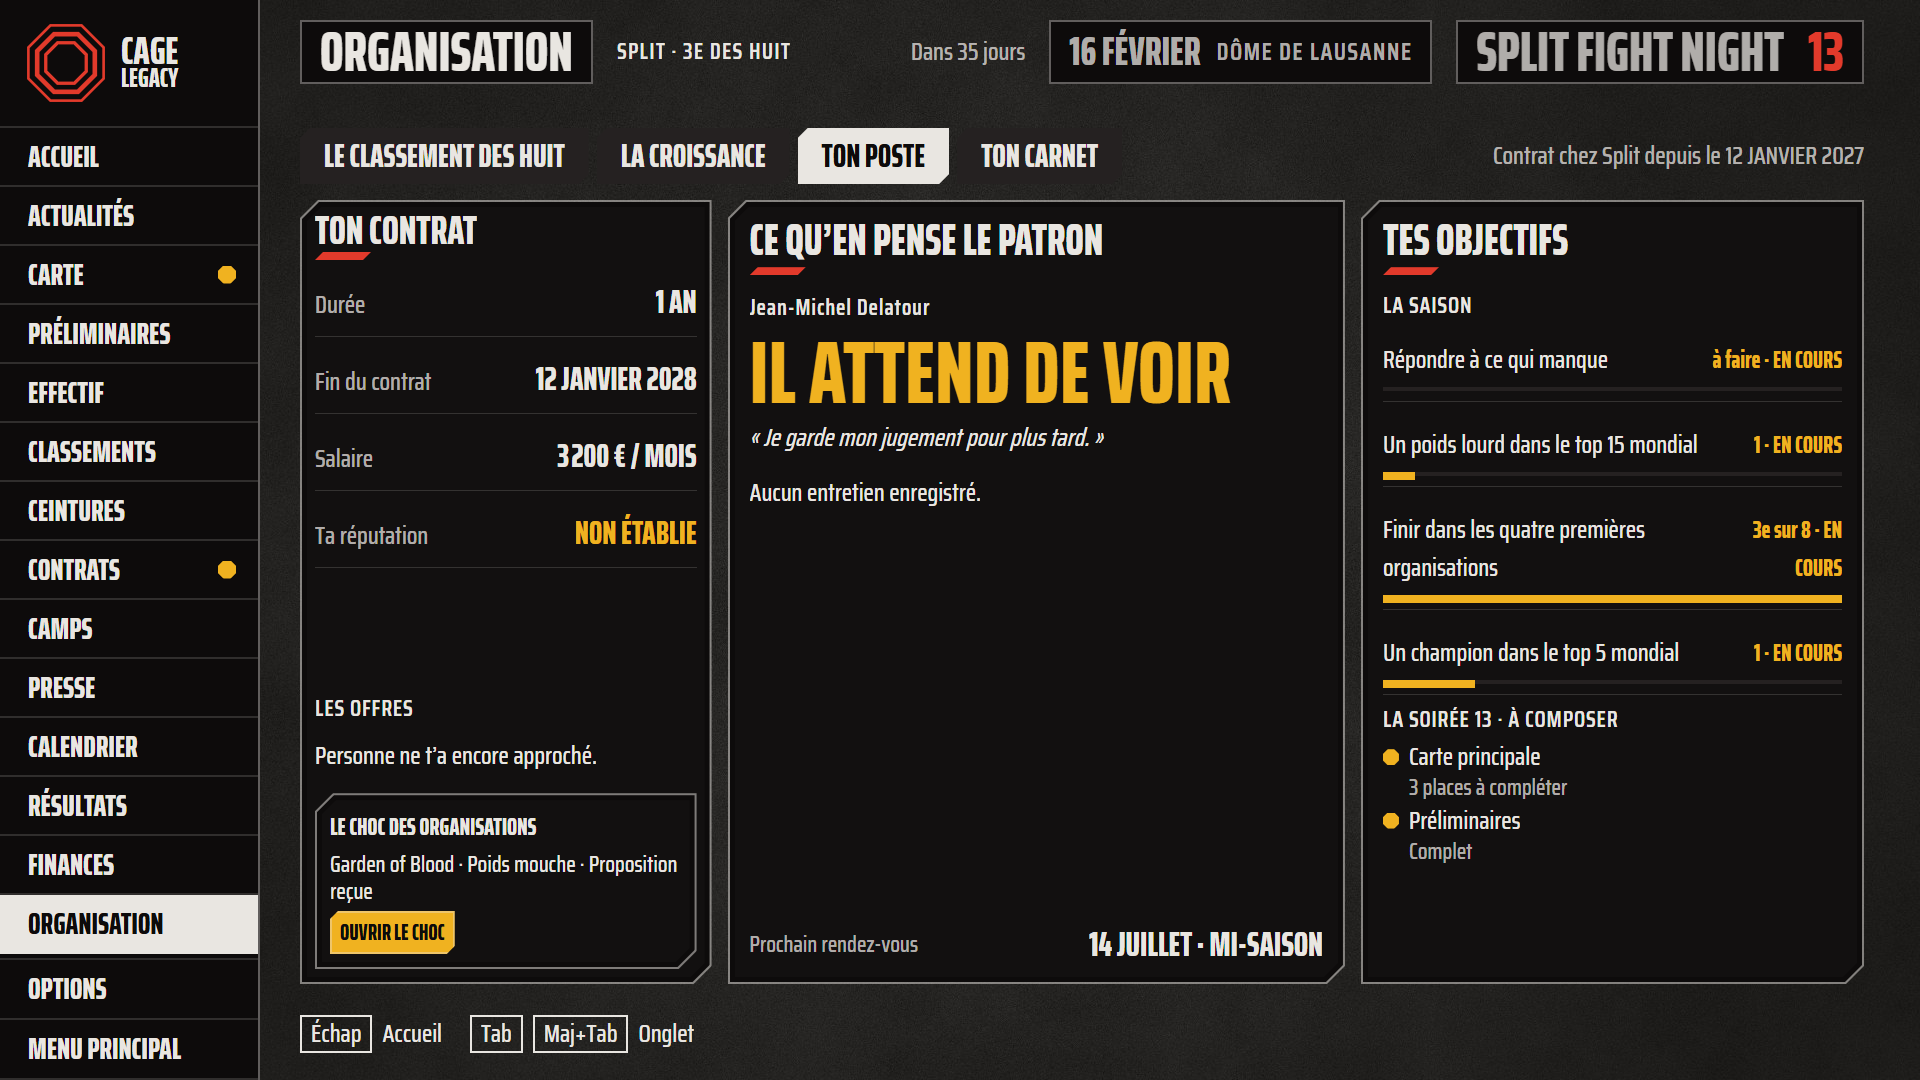 CAGE
LEGACY
ORGANISATION
SPLIT · 3E DES HUIT
Dans 35 jours
16 FÉVRIER DÔME DE LAUSANNE
SPLIT FIGHT NIGHT 13
ACCUEIL
ACTUALITÉS
CARTE
PRÉLIMINAIRES
EFFECTIF
CLASSEMENTS
CEINTURES
CONTRATS
CAMPS
PRESSE
CALENDRIER
RÉSULTATS
FINANCES
ORGANISATION
OPTIONS
MENU PRINCIPAL
LE CLASSEMENT DES HUIT
LA CROISSANCE
TON POSTE
TON CARNET
Contrat chez Split depuis le 12 JANVIER 2027
TON CONTRAT
Durée 1 AN
Fin du contrat 12 JANVIER 2028
Salaire 3 200 € / MOIS
Ta réputation NON ÉTABLIE
LES OFFRES
Personne ne t’a encore approché.
LE CHOC DES ORGANISATIONS
Garden of Blood · Poids mouche · Proposition
reçue
OUVRIR LE CHOC
CE QU’EN PENSE LE PATRON
Jean-Michel Delatour
IL ATTEND DE VOIR
« Je garde mon jugement pour plus tard. »
Aucun entretien enregistré.
Prochain rendez-vous 14 JUILLET · MI-SAISON
TES OBJECTIFS
LA SAISON
Répondre à ce qui manque à faire · EN COURS
Un poids lourd dans le top 15 mondial 1 · EN COURS
Finir dans les quatre premières 3e sur 8 · EN
organisations COURS
Un champion dans le top 5 mondial 1 · EN COURS
LA SOIRÉE 13 · À COMPOSER
Carte principale
3 places à compléter
Préliminaires
Complet
Échap Accueil Tab Maj+Tab Onglet